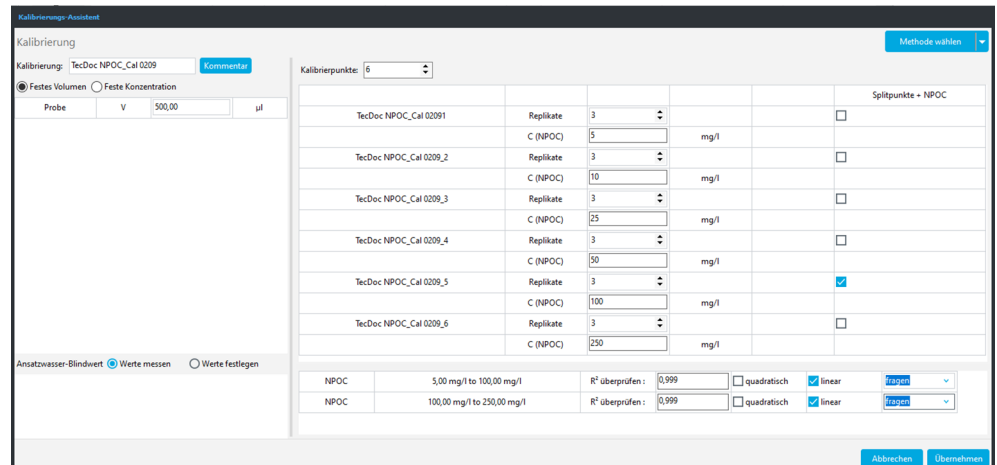 Kalibrierungs-Assistent
Kalibrierung
Methode wählen
Kalibrierung: TecDoc NPOC_Cal 0209 Kommentar
Festes Volumen Feste Konzentration
Probe V 500,00 µl
Ansatzwasser-Blindwert Werte messen Werte festlegen
Kalibrierpunkte: 6
Splitpunkte + NPOC
TecDoc NPOC_Cal 02091 Replikate 3
C (NPOC) 5 mg/l
TecDoc NPOC_Cal 0209_2 Replikate 3
C (NPOC) 10 mg/l
TecDoc NPOC_Cal 0209_3 Replikate 3
C (NPOC) 25 mg/l
TecDoc NPOC_Cal 0209_4 Replikate 3
C (NPOC) 50 mg/l
TecDoc NPOC_Cal 0209_5 Replikate 3
C (NPOC) 100 mg/l
TecDoc NPOC_Cal 0209_6 Replikate 3
C (NPOC) 250 mg/l
NPOC 5,00 mg/l to 100,00 mg/l R² überprüfen : 0,999 quadratisch linear fragen
NPOC 100,00 mg/l to 250,00 mg/l R² überprüfen : 0,999 quadratisch linear fragen
Abbrechen Übernehmen